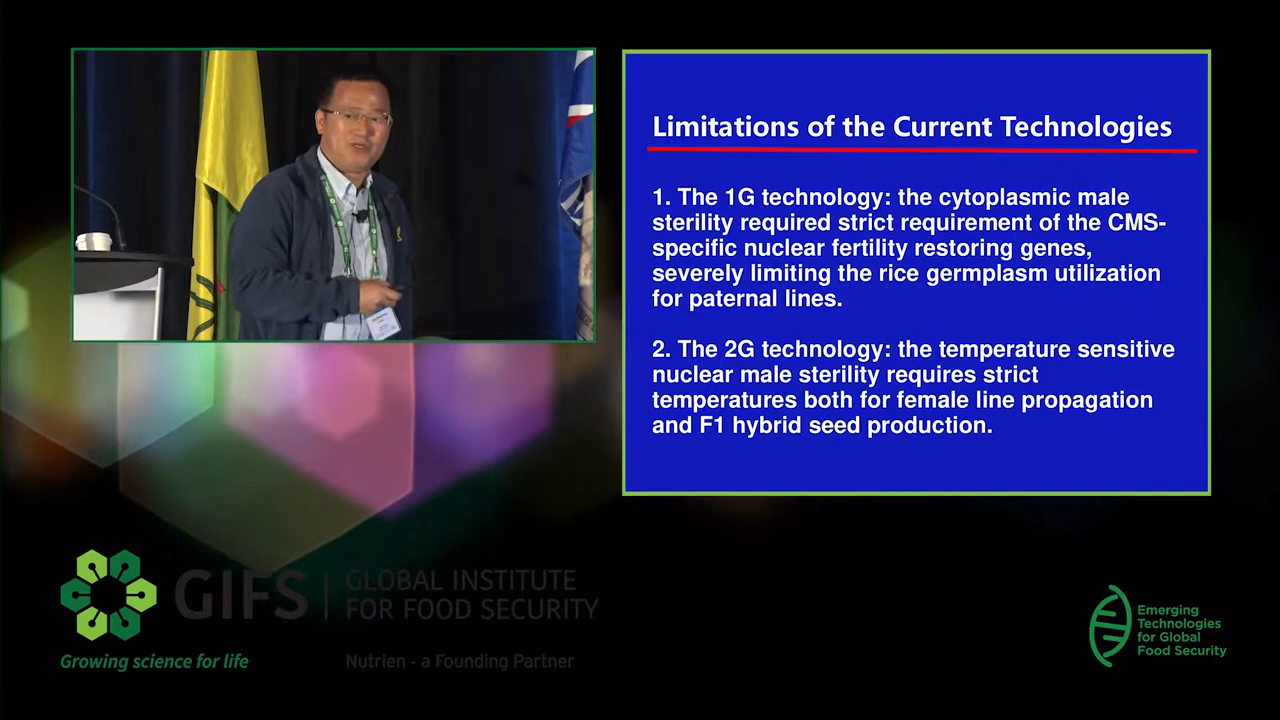 Limitations of the Current Technologies
1. The 1G technology: the cytoplasmic male
sterility required strict requirement of the CMS-
specific nuclear fertility restoring genes,
severely limiting the rice germplasm utilization
for paternal lines.
2. The 2G technology: the temperature sensitive
nuclear male sterility requires strict
temperatures both for female line propagation
and F1 hybrid seed production.
GIFS
GLOBAL INSTITUTE
FOR FOOD SECURITY
Growing science for life
Nutrien - a Founding Partner
Emerging
Technologies
for Global
Food Security